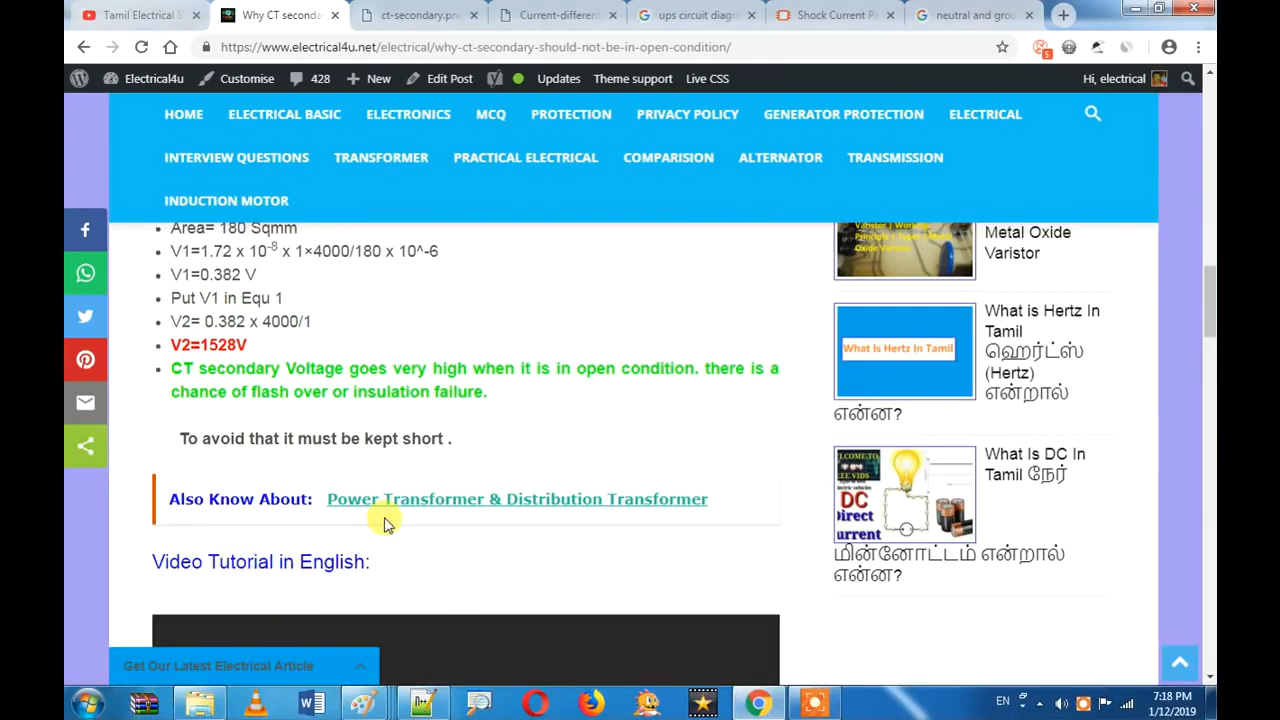 Tamil Electrical S
Why CT seconda
ct-secondary.pn
Current-differen
ups circuit diagr
Shock Current P
neutral and grou
https://www.electrical4u.net/electrical/why-ct-secondary-should-not-be-in-open-condition/
5
Electrical4u
Customise
428
New
Edit Post
Updates
Theme support
Live CSS
Hi, electrical
HOME
ELECTRICAL BASIC
ELECTRONICS
MCQ
PROTECTION
PRIVACY POLICY
GENERATOR PROTECTION
ELECTRICAL
INTERVIEW QUESTIONS
TRANSFORMER
PRACTICAL ELECTRICAL
COMPARISION
ALTERNATOR
TRANSMISSION
INDUCTION MOTOR
Area= 180 Sqmm
V1=1.72 x 10-8 x 1×4000/180 x 10^-6
V1=0.382 V
Put V1 in Equ 1
V2= 0.382 x 4000/1
V2=1528V
CT secondary Voltage goes very high when it is in open condition. there is a
chance of flash over or insulation failure.
To avoid that it must be kept short .
Also Know About: Power Transformer & Distribution Transformer
Video Tutorial in English:
Get Our Latest Electrical Article
Varistor | Working
Principle | Types | Metal
Oxide Varistor
Metal Oxide
Varistor
What Is Hertz In Tamil
What is Hertz In
Tamil
ஹெர்ட்ஸ்
(Hertz)
என்றால்
என்ன?
DC
Direct
Current
What Is DC In
Tamil நேர்
மின்னோட்டம் என்றால்
என்ன?
EN
7:18 PM
1/12/2019